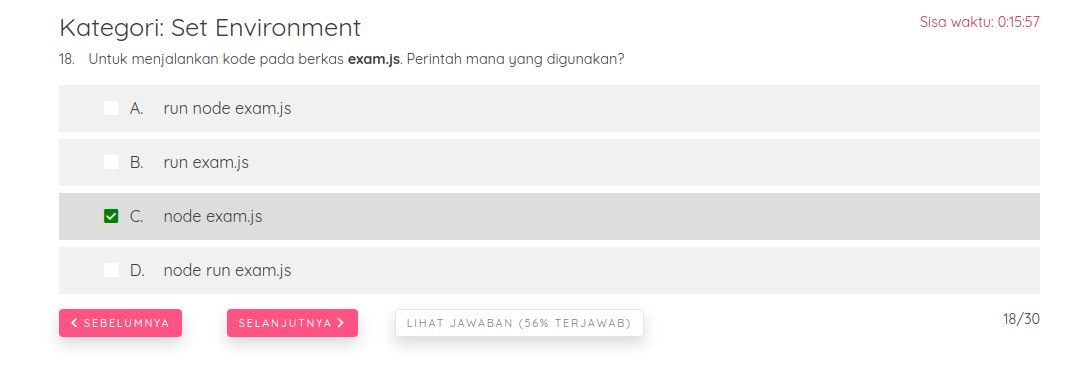 Kategori: Set Environment
Sisa waktu: 0:15:57
18. Untuk menjalankan kode pada berkas exam.js. Perintah mana yang digunakan?
A. run node exam.js
B. run exam.js
C. node exam.js
D. node run exam.js
SEBELUMNYA
SELANJUTNYA
LIHAT JAWABAN (56% TERJAWAB)
18/30